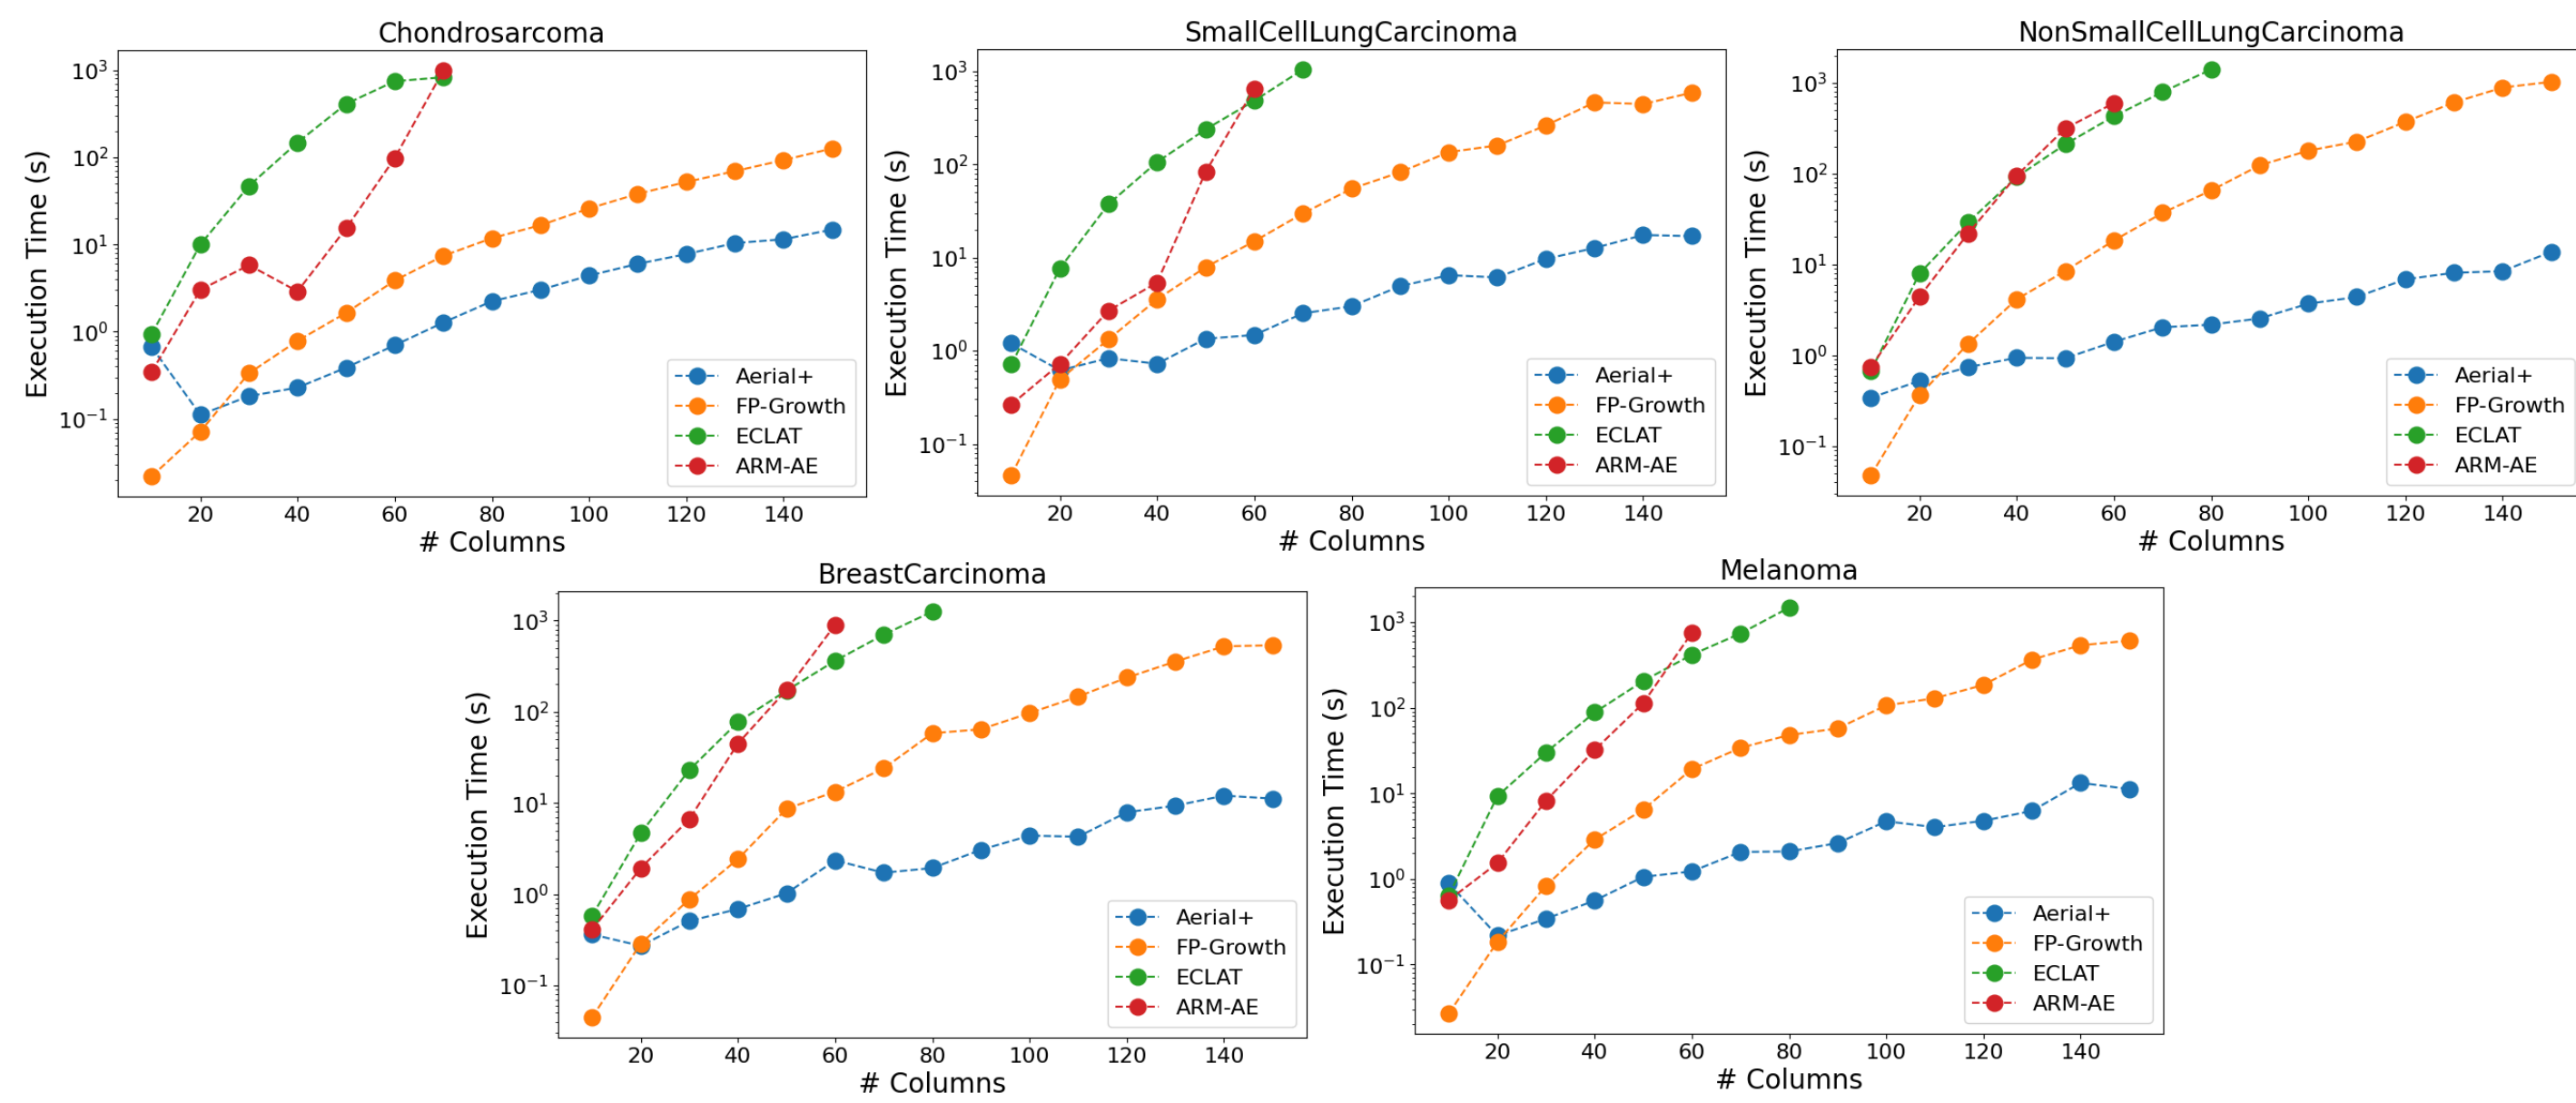 Chondrosarcoma
Execution Time (s)
10^3
10^2
10^1
10^0
10^−1
20 40 60 80 100 120 140
# Columns
Aerial+
FP-Growth
ECLAT
ARM-AE
SmallCellLungCarcinoma
Execution Time (s)
10^3
10^2
10^1
10^0
10^−1
20 40 60 80 100 120 140
# Columns
Aerial+
FP-Growth
ECLAT
ARM-AE
NonSmallCellLungCarcinoma
Execution Time (s)
10^3
10^2
10^1
10^0
10^−1
20 40 60 80 100 120 140
# Columns
Aerial+
FP-Growth
ECLAT
ARM-AE
BreastCarcinoma
Execution Time (s)
10^3
10^2
10^1
10^0
10^−1
20 40 60 80 100 120 140
# Columns
Aerial+
FP-Growth
ECLAT
ARM-AE
Melanoma
Execution Time (s)
10^3
10^2
10^1
10^0
10^−1
20 40 60 80 100 120 140
# Columns
Aerial+
FP-Growth
ECLAT
ARM-AE